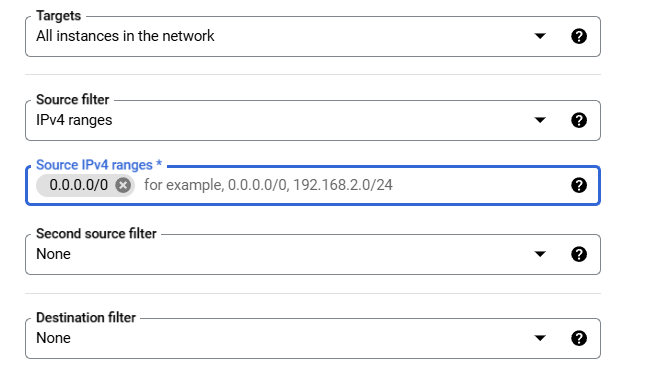 Targets
All instances in the network
Source filter
IPv4 ranges
Source IPv4 ranges *
0.0.0.0/0 for example, 0.0.0.0/0, 192.168.2.0/24
Second source filter
None
Destination filter
None